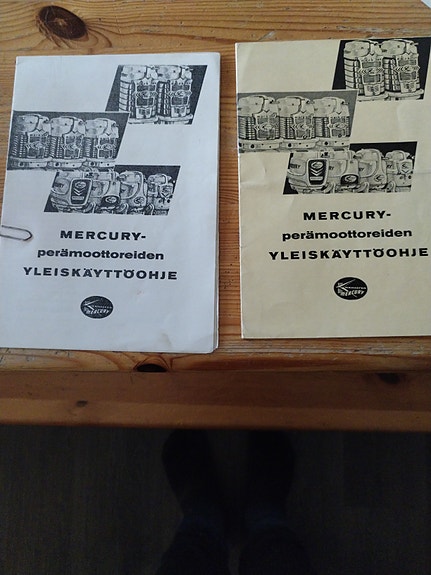 MERCURY-
perämoottoreiden
YLEISKÄYTTÖOHJE
MERCURY
MERCURY-
perämoottoreiden
YLEISKÄYTTÖOHJE
MERCURY